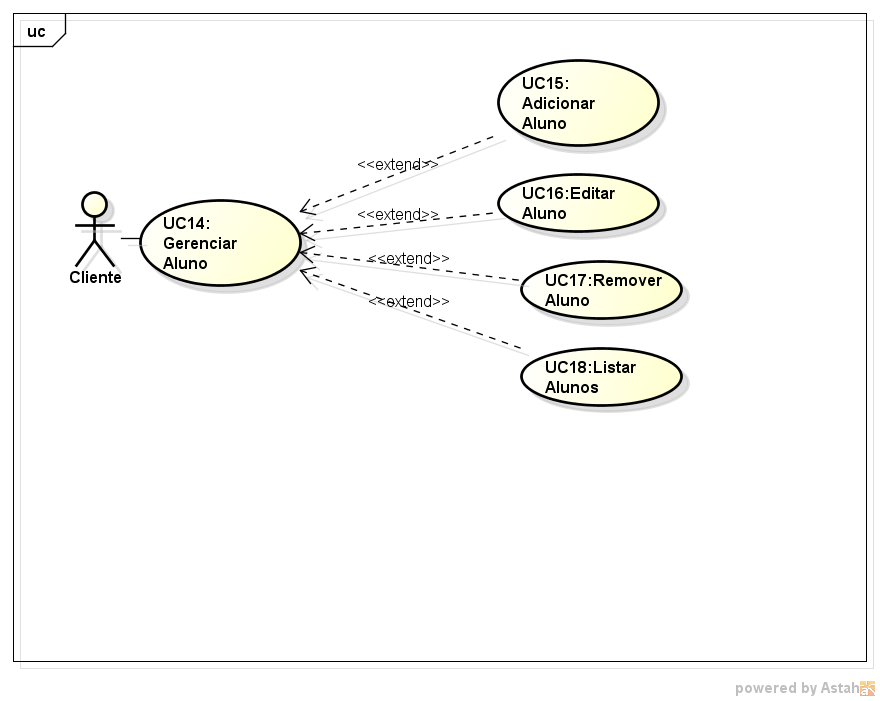 uc
UC15:
Adicionar
Aluno
<<extend>>
UC16:Editar
Aluno
<<extend>>
UC14:
Gerenciar
Aluno
Cliente
<<extend>>
UC17:Remover
Aluno
<<extend>>
UC18:Listar
Alunos
powered by Astah